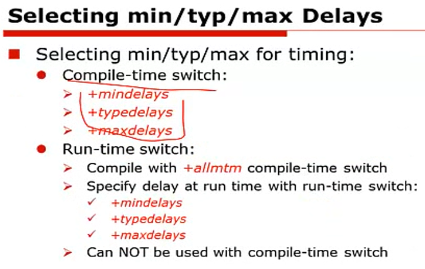 Selecting min/typ/max Delays
Selecting min/typ/max for timing:
Compile-time switch:
+mindelays
+typedelays
+maxdelays
Run-time switch:
Compile with +allmtm compile-time switch
Specify delay at run time with run-time switch:
+mindelays
+typedelays
+maxdelays
Can NOT be used with compile-time switch